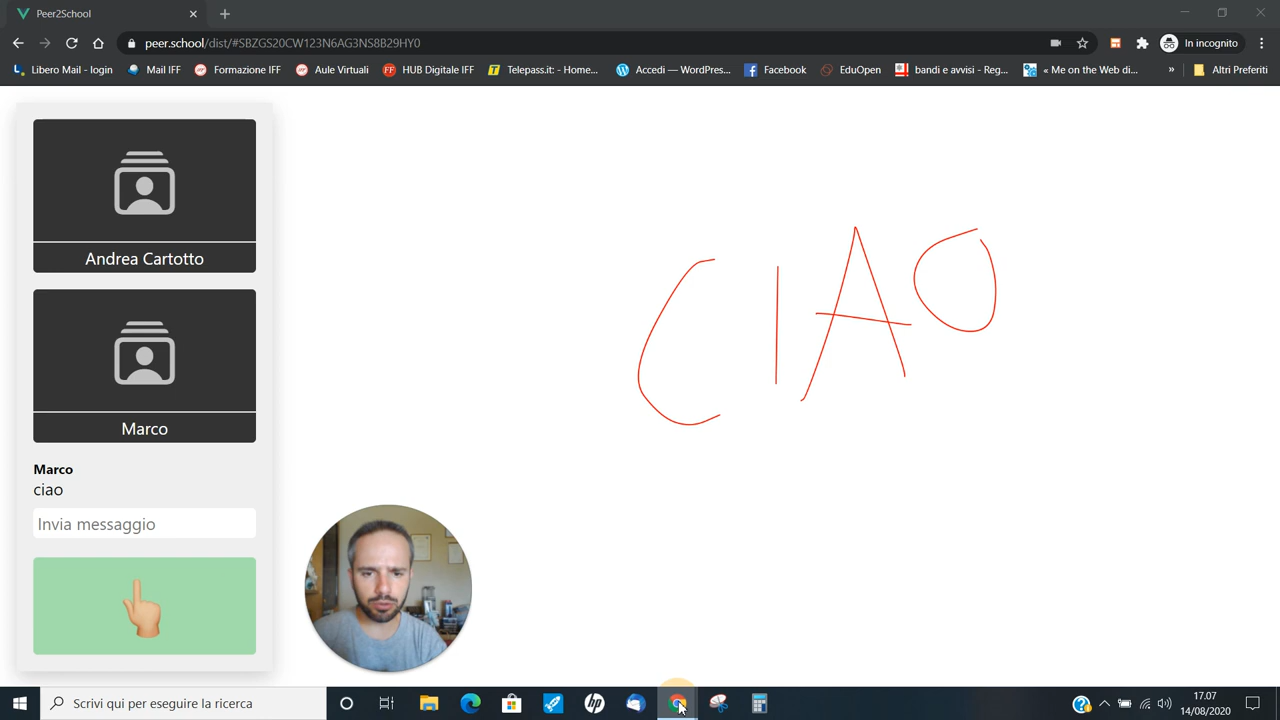 Peer2School
peer.school/dist/#SBZGS20CW123N6AG3NS8B29HY0
In incognito
Libero Mail - login
Mail IFF
Formazione IFF
Aule Virtuali
HUB Digitale IFF
Telepass.it: - Home...
Accedi — WordPres...
Facebook
EduOpen
bandi e avvisi - Reg...
« Me on the Web di...
»
Altri Preferiti
Andrea Cartotto
Marco
Marco
ciao
Invia messaggio
CIAO
Scrivi qui per eseguire la ricerca
hp
17.07
14/08/2020